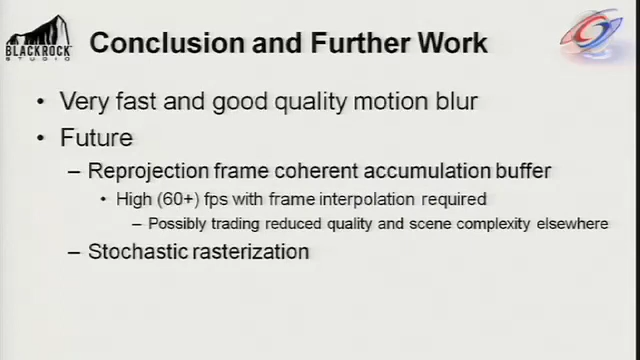 BLACKROCK
STUDIO
Conclusion and Further Work
• Very fast and good quality motion blur
• Future
– Reprojection frame coherent accumulation buffer
• High (60+) fps with frame interpolation required
– Possibly trading reduced quality and scene complexity elsewhere
– Stochastic rasterization